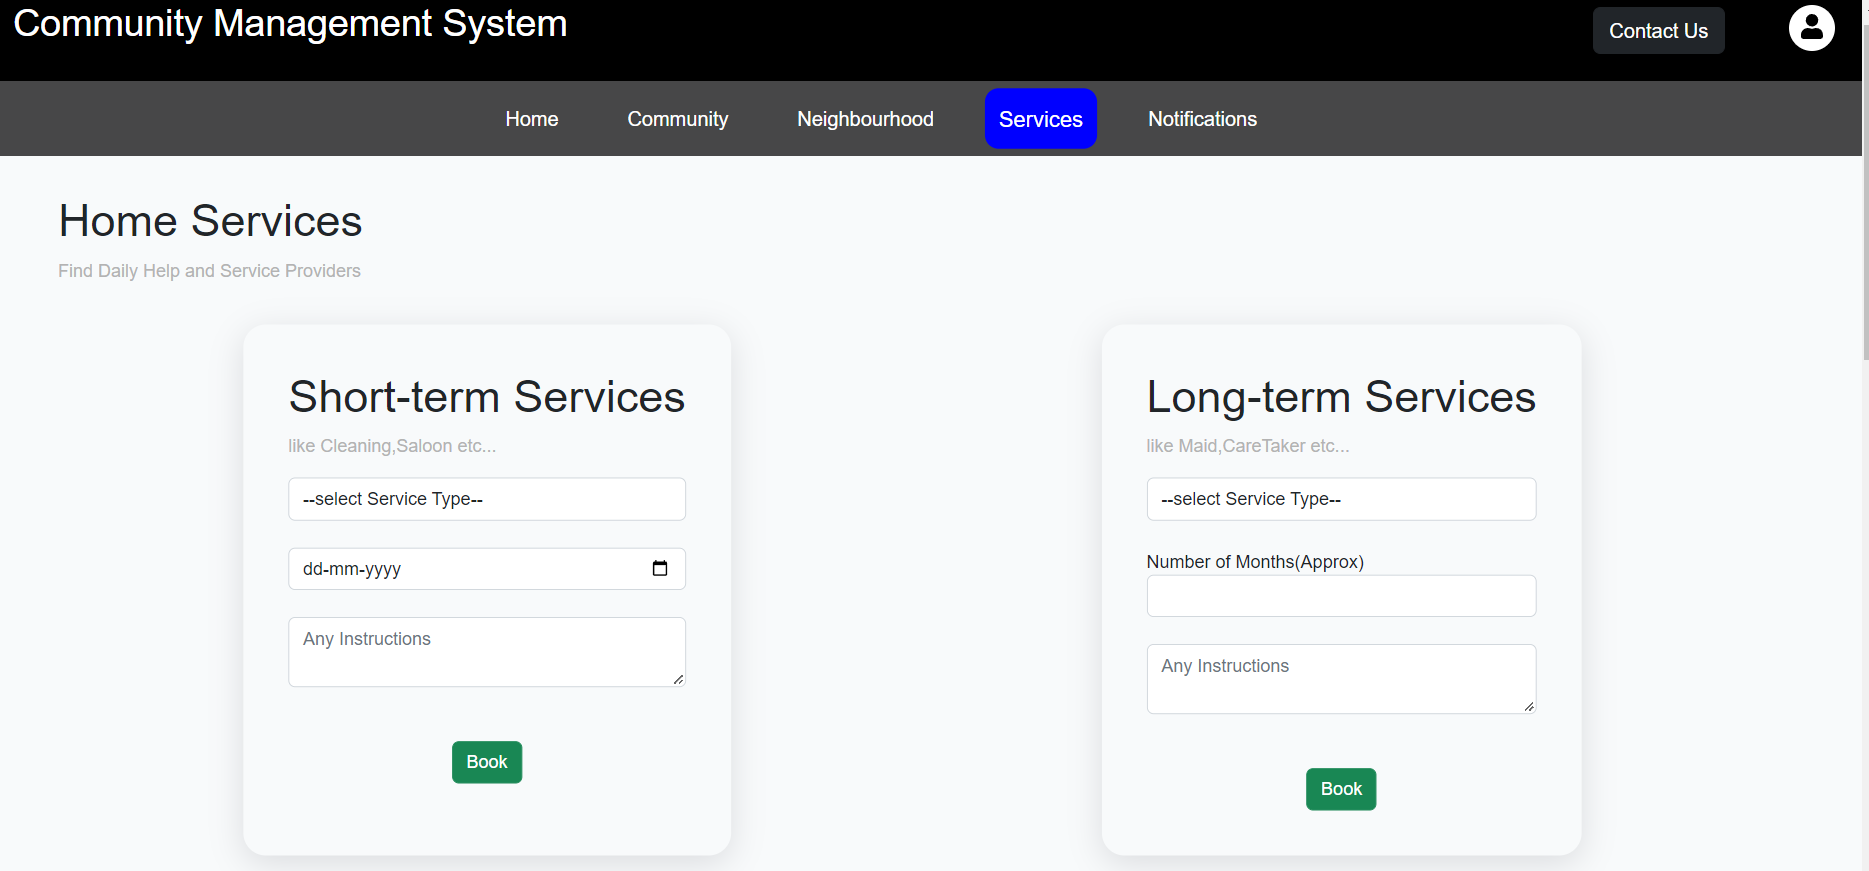 Community Management System
Contact Us
Home Community Neighbourhood Services Notifications
Home Services
Find Daily Help and Service Providers
Short-term Services
like Cleaning,Saloon etc...
--select Service Type--
dd-mm-yyyy
Any Instructions
Book
Long-term Services
like Maid,CareTaker etc...
--select Service Type--
Number of Months(Approx)
Any Instructions
Book